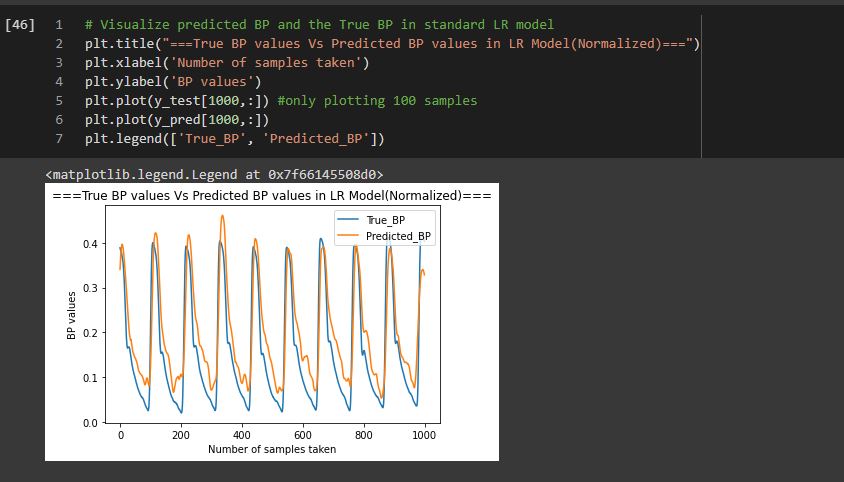 [46] 1 # Visualize predicted BP and the True BP in standard LR model
2 plt.title("===True BP values Vs Predicted BP values in LR Model(Normalized)===")
3 plt.xlabel('Number of samples taken')
4 plt.ylabel('BP values')
5 plt.plot(y_test[1000,:]) #only plotting 100 samples
6 plt.plot(y_pred[1000,:])
7 plt.legend(['True_BP', 'Predicted_BP'])
<matplotlib.legend.Legend at 0x7f66145508d0>
===True BP values Vs Predicted BP values in LR Model(Normalized)===
True_BP
Predicted_BP
BP values
0.4
0.3
0.2
0.1
0.0
0 200 400 600 800 1000
Number of samples taken